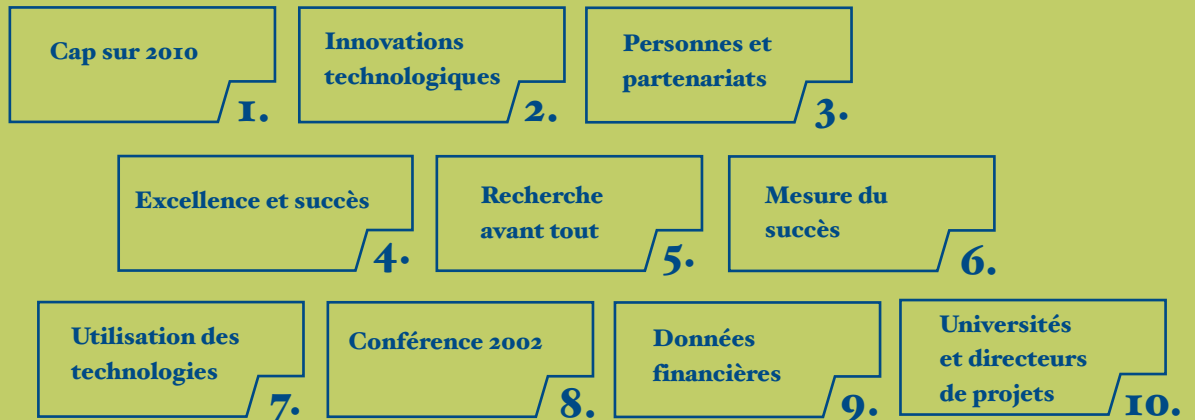 Cap sur 2010
1.
Innovations
technologiques
2.
Personnes et
partenariats
3.
Excellence et succès
4.
Recherche
avant tout
5.
Mesure du
succès
6.
Utilisation des
technologies
7.
Conférence 2002
8.
Données
financières
9.
Universités
et directeurs
de projets
10.